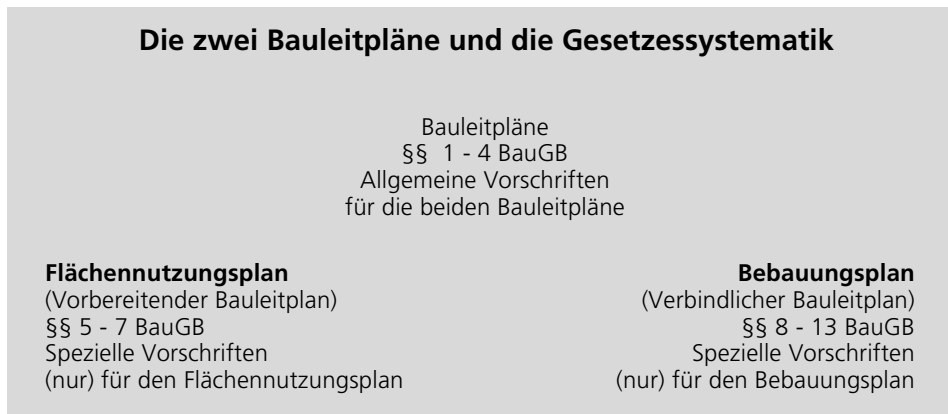 Die zwei Bauleitpläne und die Gesetzessystematik
Bauleitpläne
§§ 1 - 4 BauGB
Allgemeine Vorschriften
für die beiden Bauleitpläne
Flächennutzungsplan
(Vorbereitender Bauleitplan)
§§ 5 - 7 BauGB
Spezielle Vorschriften
(nur) für den Flächennutzungsplan
Bebauungsplan
(Verbindlicher Bauleitplan)
§§ 8 - 13 BauGB
Spezielle Vorschriften
(nur) für den Bebauungsplan